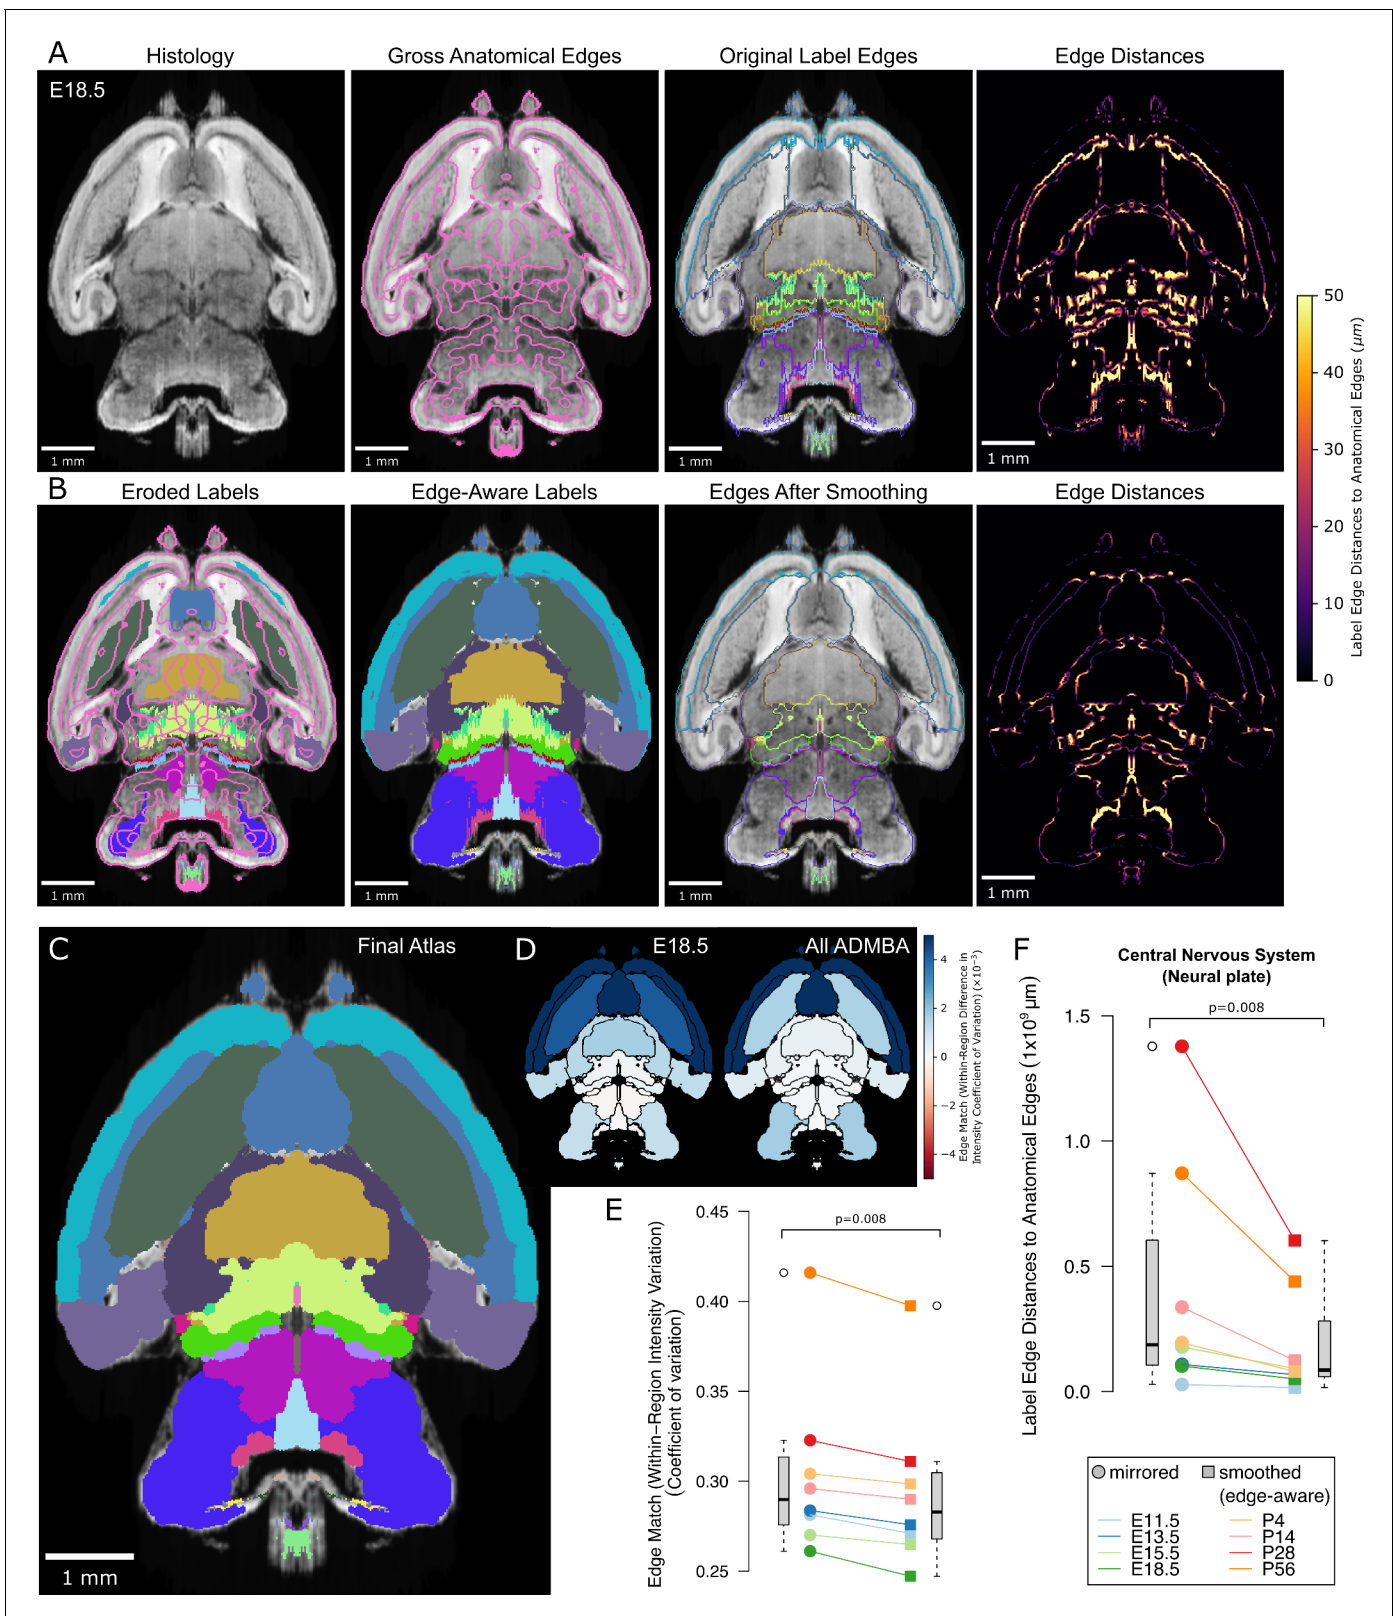 A
Histology
Gross Anatomical Edges
Original Label Edges
Edge Distances
E18.5
1 mm
1 mm
1 mm
1 mm
50
40
30
20
10
0
Label Edge Distances to Anatomical Edges (μm)
B
Eroded Labels
Edge-Aware Labels
Edges After Smoothing
Edge Distances
1 mm
1 mm
1 mm
1 mm
C
Final Atlas
1 mm
D
E18.5
All ADMBA
4
2
0
−2
−4
Edge Match (Within-Region Difference in
Intensity Coefficient of Variation) (×10⁻³)
E
p=0.008
0.45
0.40
0.35
0.30
0.25
Edge Match (Within−Region Intensity Variation)
(Coefficient of variation)
F
Central Nervous System
(Neural plate)
p=0.008
1.5
1.0
0.5
0.0
Label Edge Distances to Anatomical Edges (1x10⁹ μm)
mirrored
smoothed
(edge-aware)
E11.5
P4
E13.5
P14
E15.5
P28
E18.5
P56